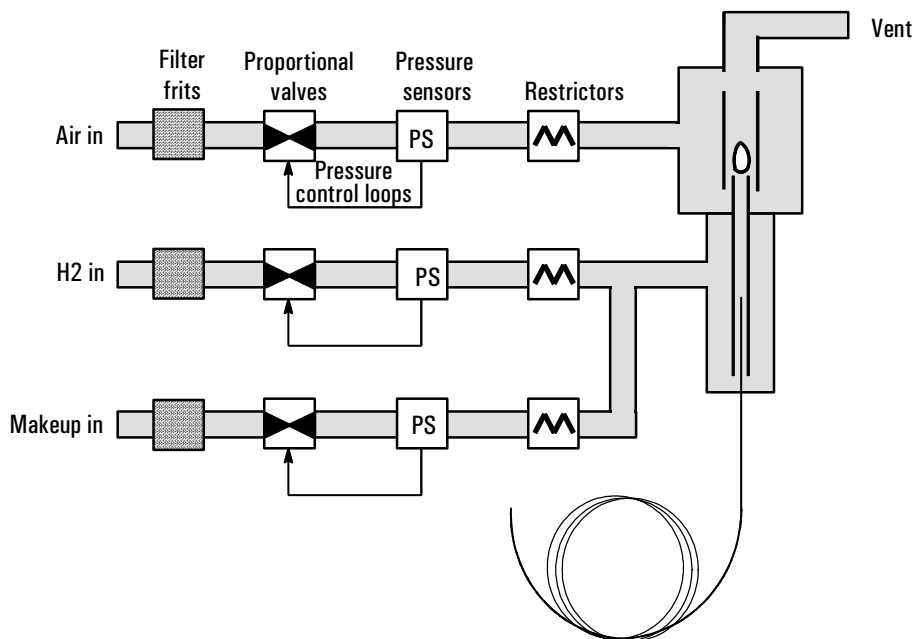 Vent
Filter
frits
Proportional
valves
Pressure
sensors
Restrictors
Air in
PS
Pressure
control loops
H2 in
PS
Makeup in
PS